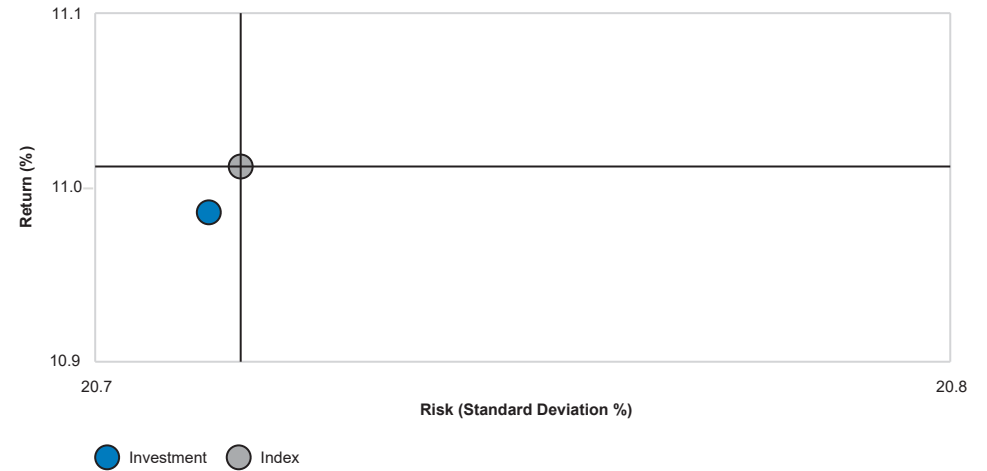 11.1
Return (%)
11.0
10.9
20.7
20.8
Risk (Standard Deviation %)
Investment Index